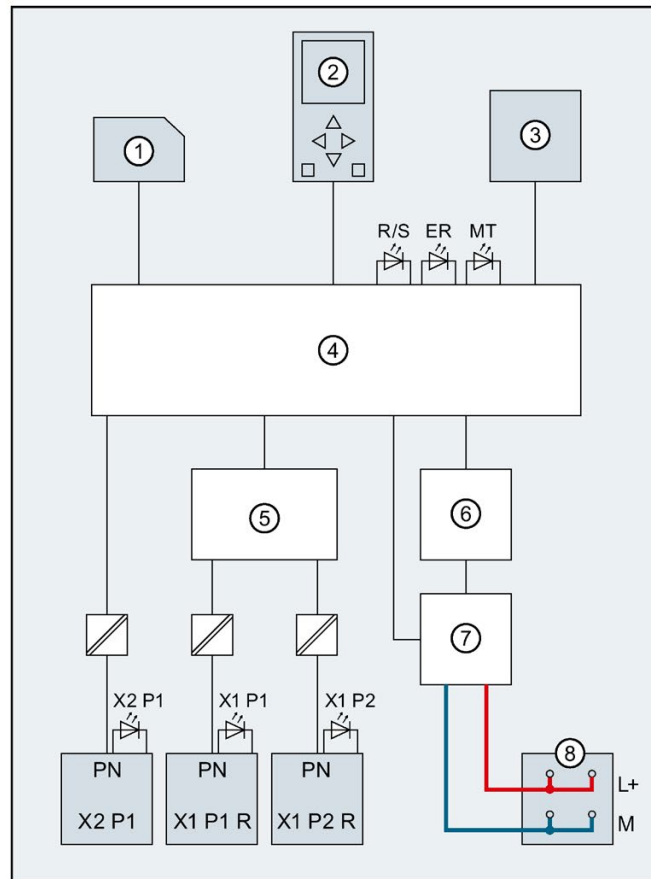 ②
①
③
R/S ER MT
④
⑤
⑥
⑦
X2 P1
X1 P1
X1 P2
⑧
PN
PN
PN
L+
X2 P1
X1 P1 R
X1 P2 R
M